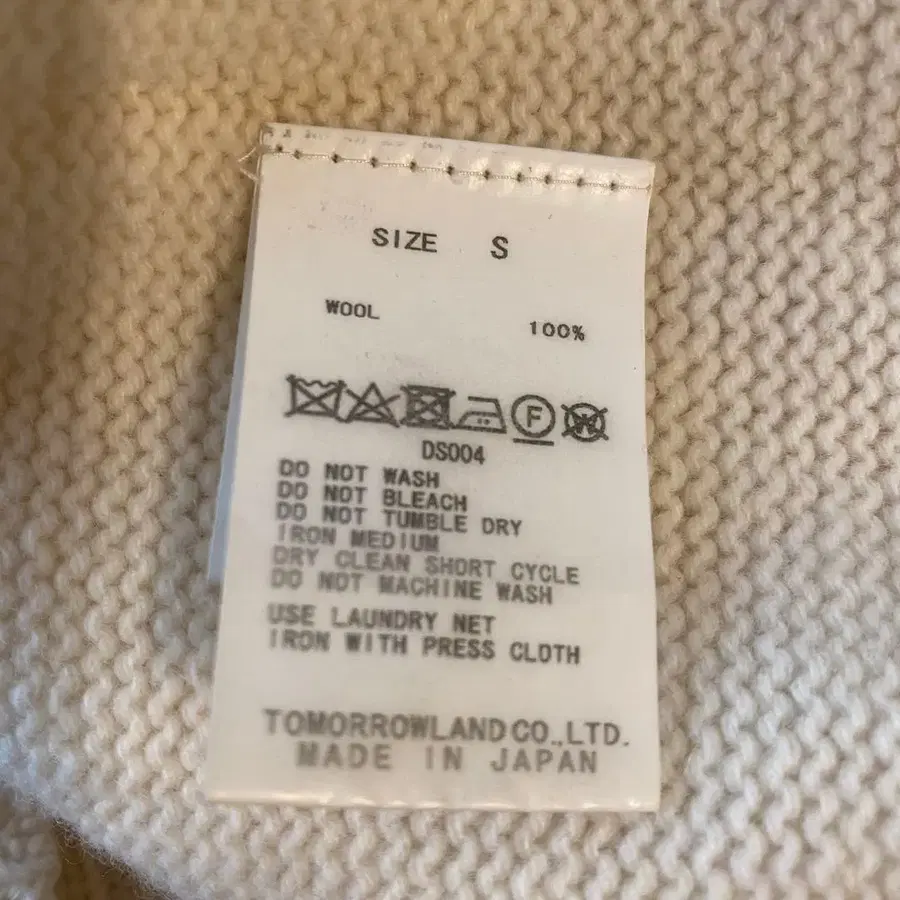 SIZE S
WOOL 100%
F W
DS004
DO NOT WASH
DO NOT BLEACH
DO NOT TUMBLE DRY
IRON MEDIUM
DRY CLEAN SHORT CYCLE
DO NOT MACHINE WASH
USE LAUNDRY NET
IRON WITH PRESS CLOTH
TOMORROWLAND CO.,LTD.
MADE IN JAPAN